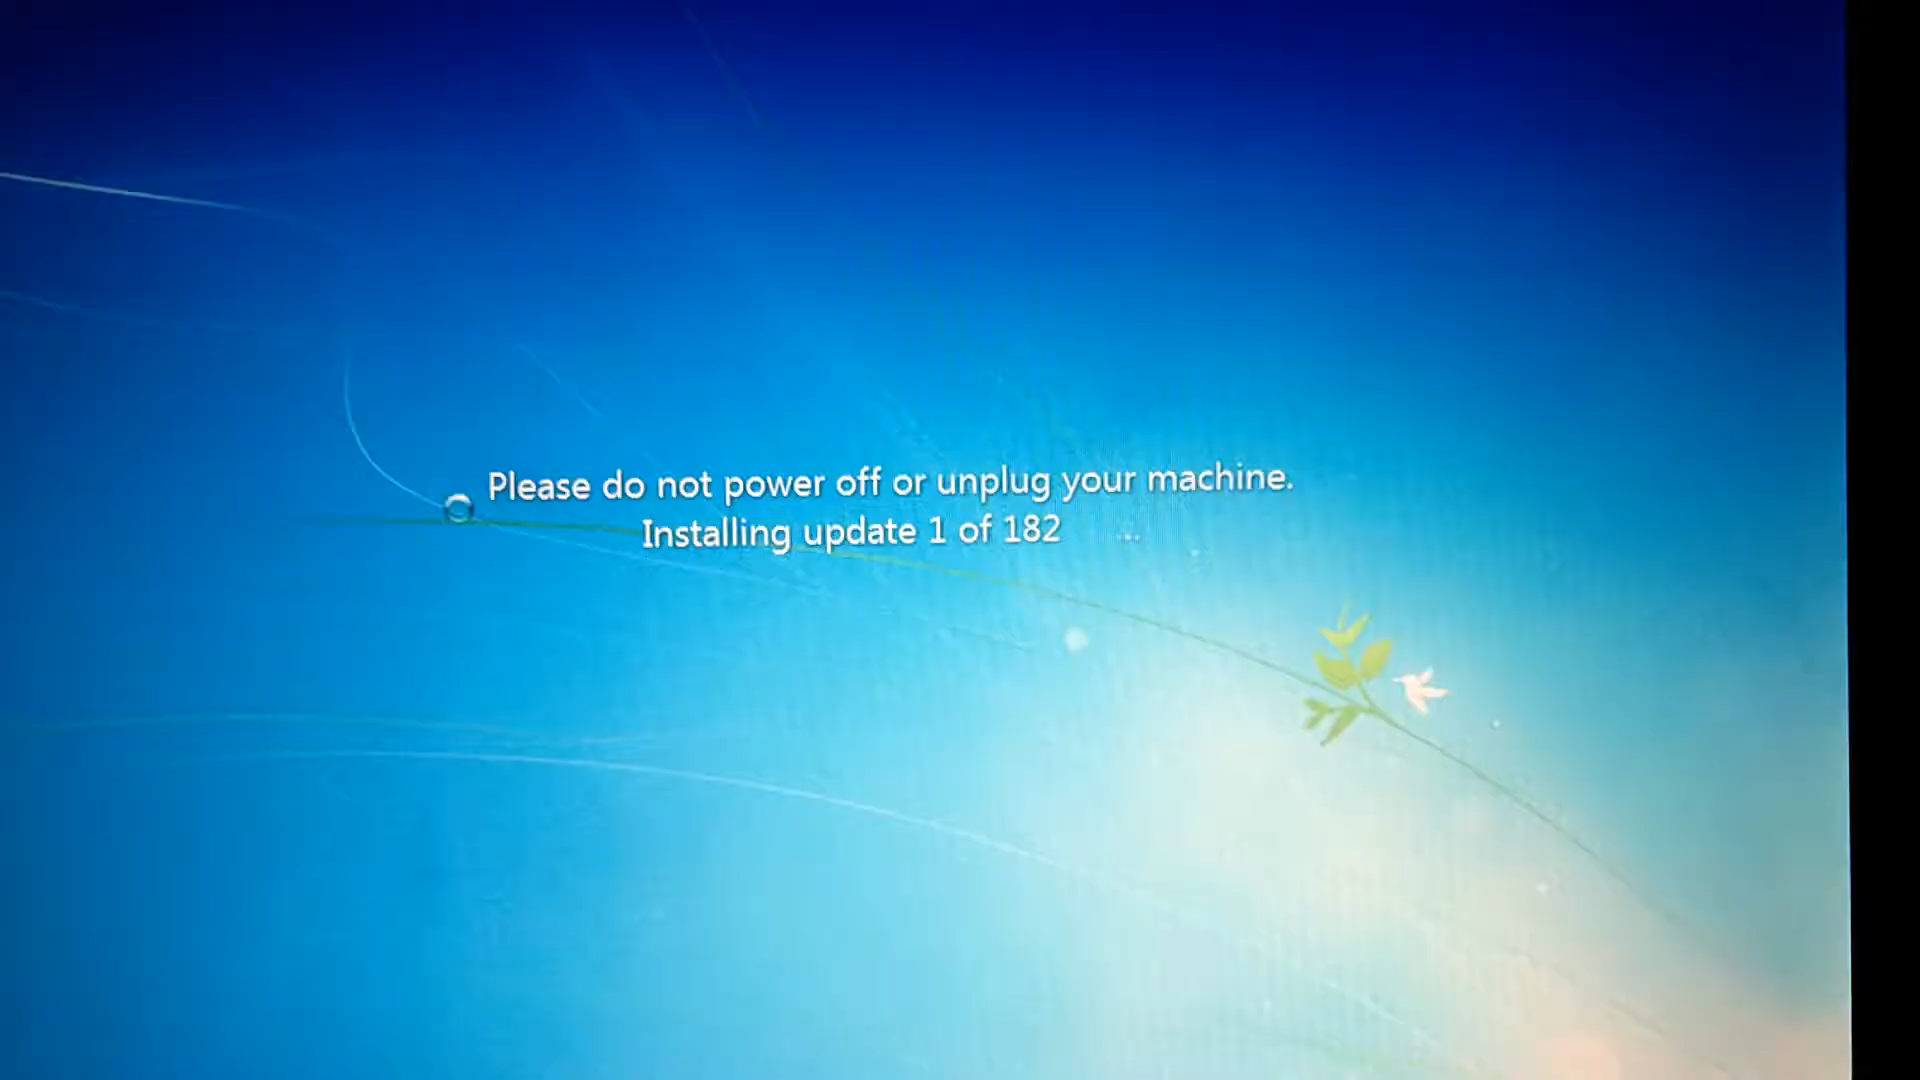 Please do not power off or unplug your machine.
Installing update 1 of 182